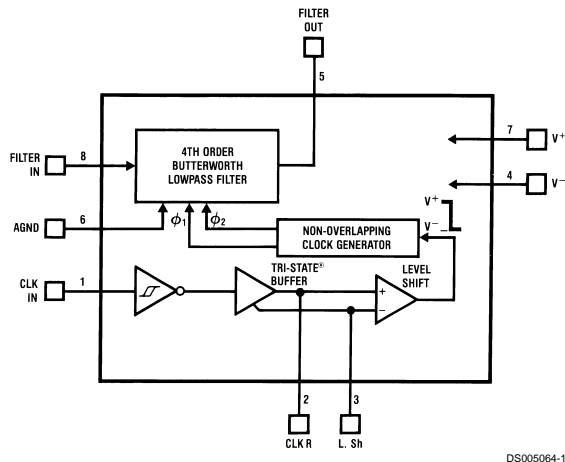 FILTER
OUT
5
4TH ORDER
BUTTERWORTH
LOWPASS FILTER
7
V+
FILTER
IN
8
4
V−
V+
V−
AGND
6
ϕ1
ϕ2
NON-OVERLAPPING
CLOCK GENERATOR
TRI-STATE®
BUFFER
LEVEL
SHIFT
CLK
IN
1
+
−
2
3
CLK R
L. Sh
DS005064-1